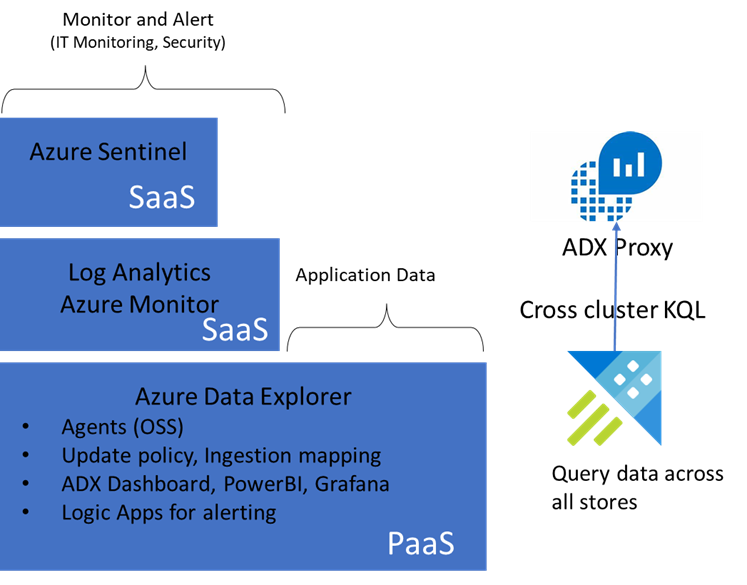 Monitor and Alert
(IT Monitoring, Security)
Azure Sentinel
SaaS
Log Analytics
Azure Monitor
SaaS
Application Data
Azure Data Explorer
• Agents (OSS)
• Update policy, Ingestion mapping
• ADX Dashboard, PowerBI, Grafana
• Logic Apps for alerting
PaaS
ADX Proxy
Cross cluster KQL
Query data across
all stores